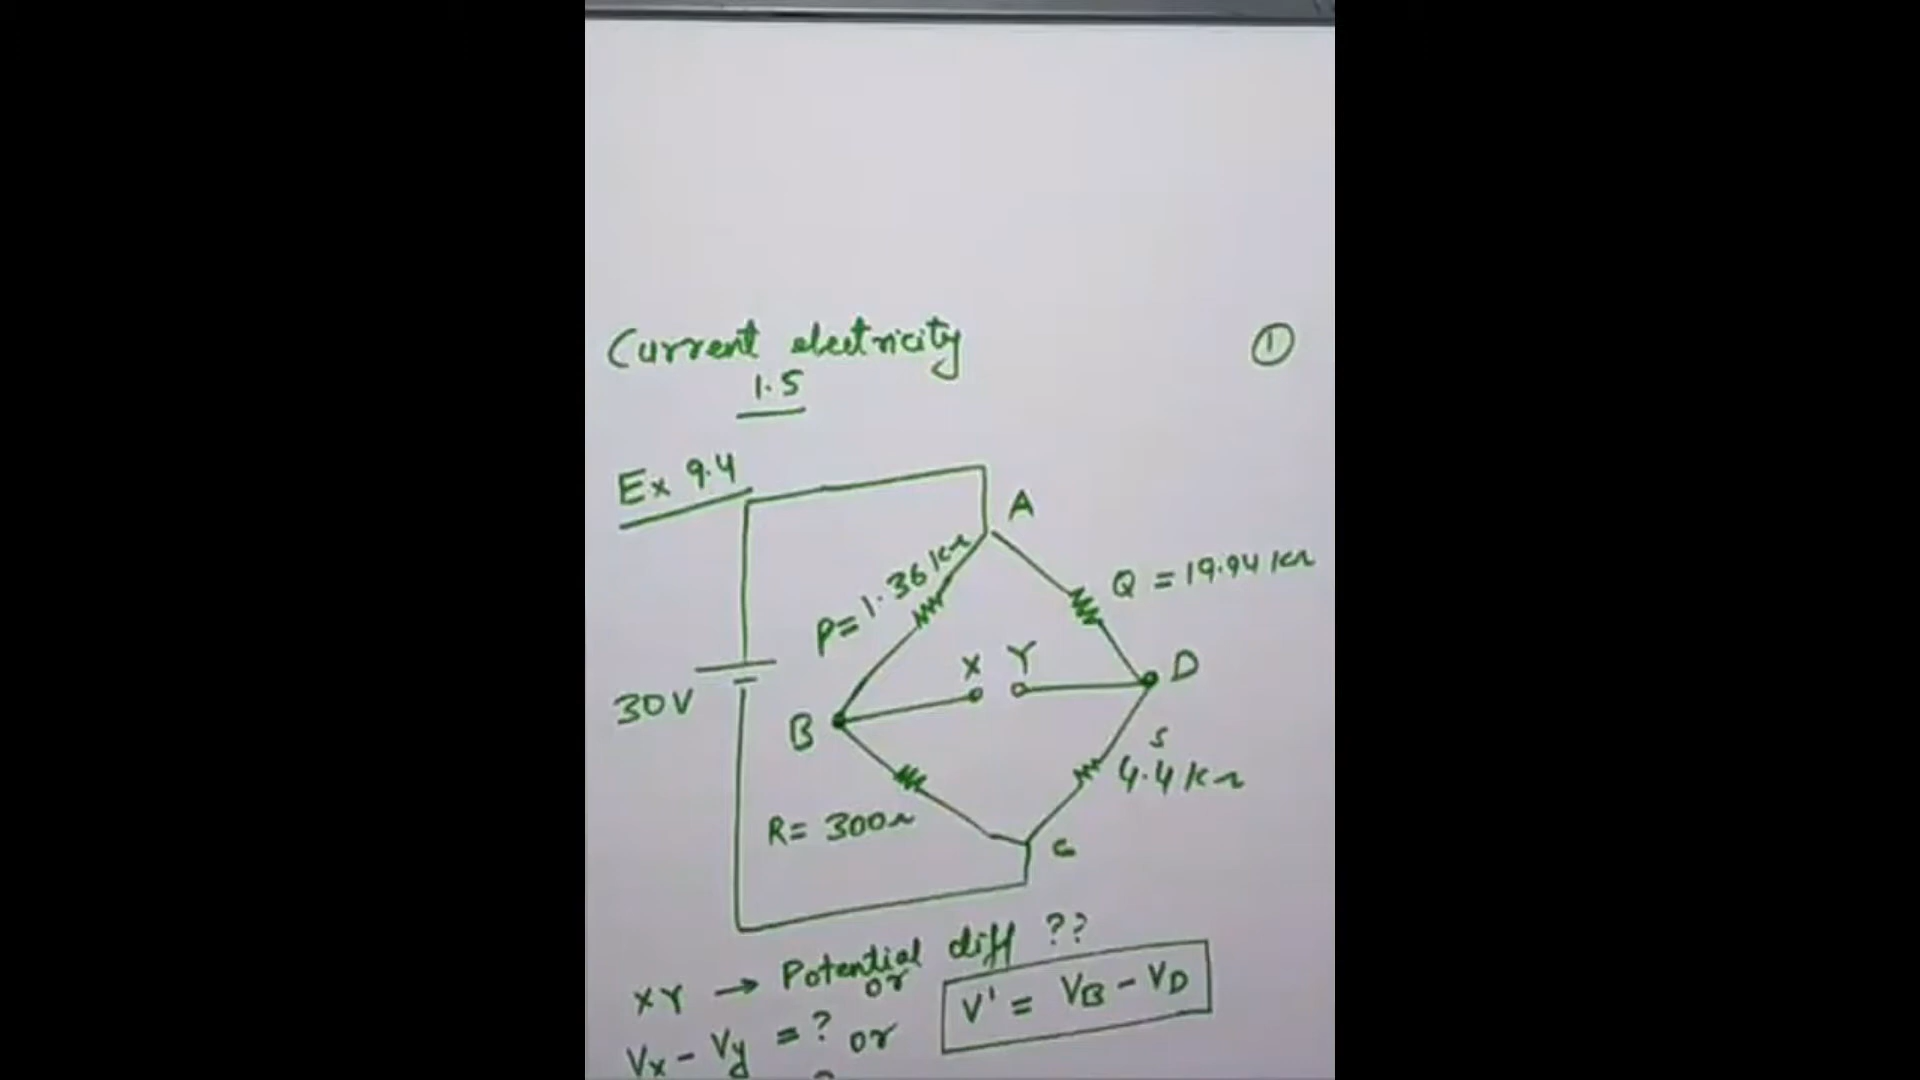 Current electricity
①
1.5
Ex 9.4
A
P= 1.36 KΩ
Q = 19.94 KΩ
X Y
D
30V
B
S
4.4 KΩ
R= 300Ω
C
XY → Potential diff ??
or
V' = VB - VD
Vx - Vy = ? or